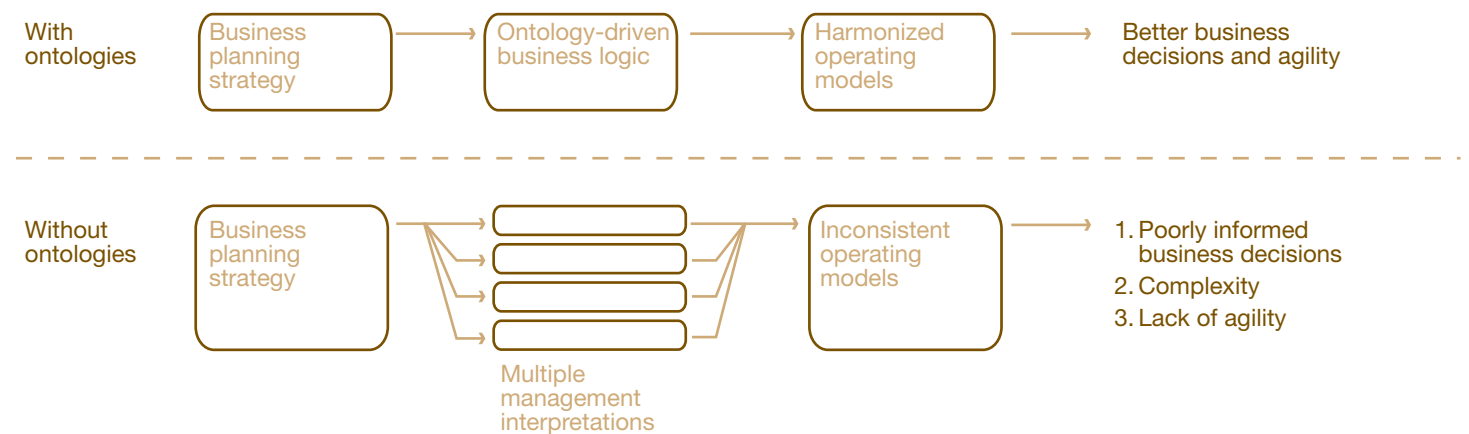 With
ontologies
Business
planning
strategy
Ontology-driven
business logic
Harmonized
operating
models
Better business
decisions and agility
Without
ontologies
Business
planning
strategy
Multiple
management
interpretations
Inconsistent
operating
models
1. Poorly informed
business decisions
2. Complexity
3. Lack of agility